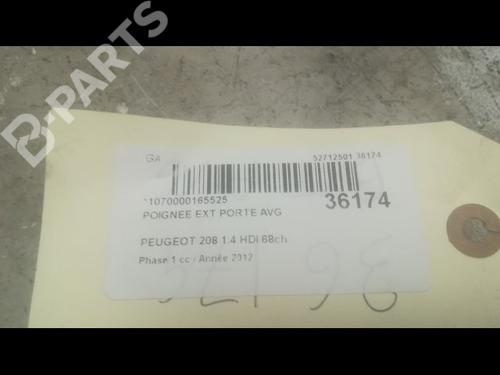 B-PARTS
GA
52712501 36174
11070000165525
36174
POIGNEE EXT PORTE AVG
PEUGEOT 208 1.4 HDI 68ch
Phase 1 cc - Année 2012